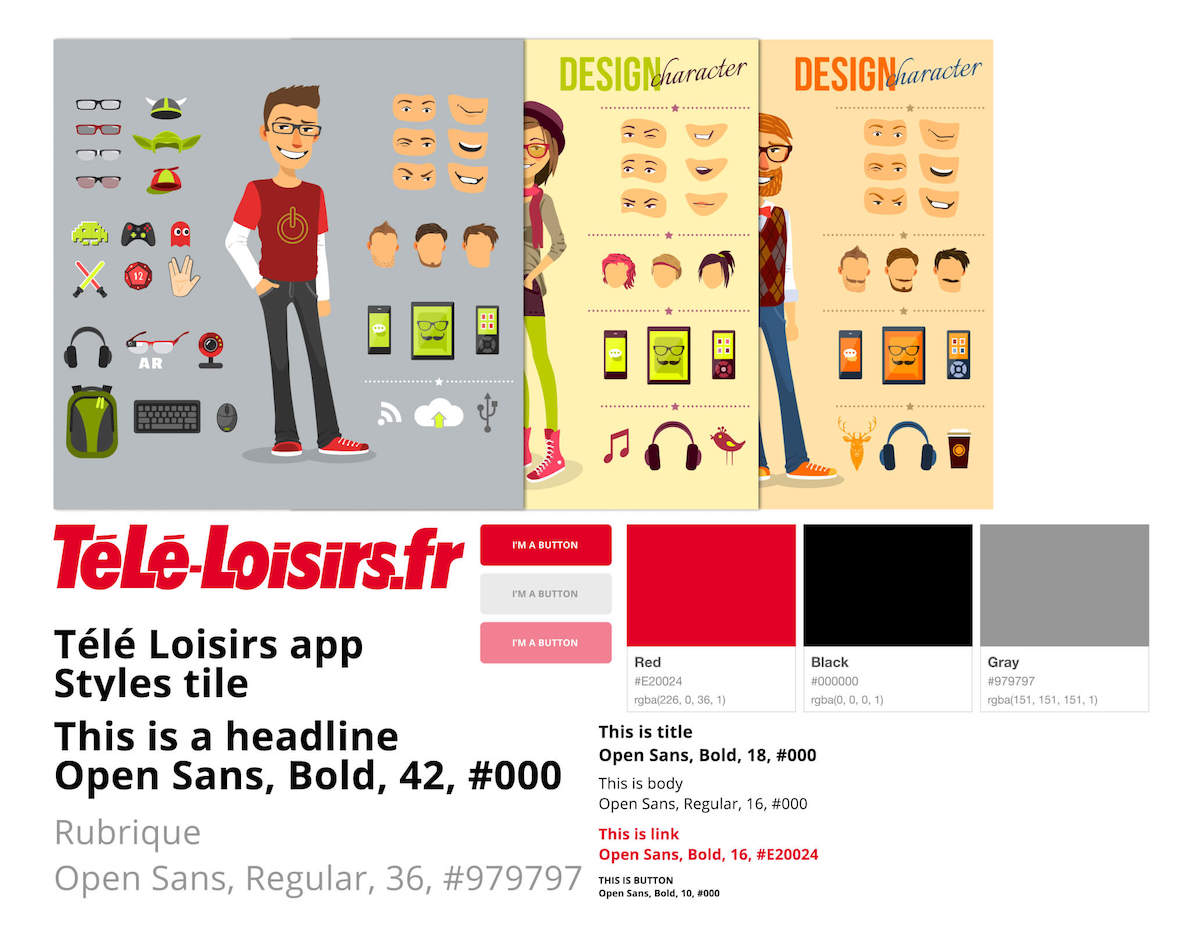 DESIGN character
DESIGN character
12
AR
Télé-Loisirs.fr
I'M A BUTTON
I'M A BUTTON
I'M A BUTTON
Red
#E20024
rgba(226, 0, 36, 1)
Black
#000000
rgba(0, 0, 0, 1)
Gray
#979797
rgba(151, 151, 151, 1)
Télé Loisirs app
Styles tile
This is a headline
Open Sans, Bold, 42, #000
Rubrique
Open Sans, Regular, 36, #979797
This is title
Open Sans, Bold, 18, #000
This is body
Open Sans, Regular, 16, #000
This is link
Open Sans, Bold, 16, #E20024
THIS IS BUTTON
Open Sans, Bold, 10, #000